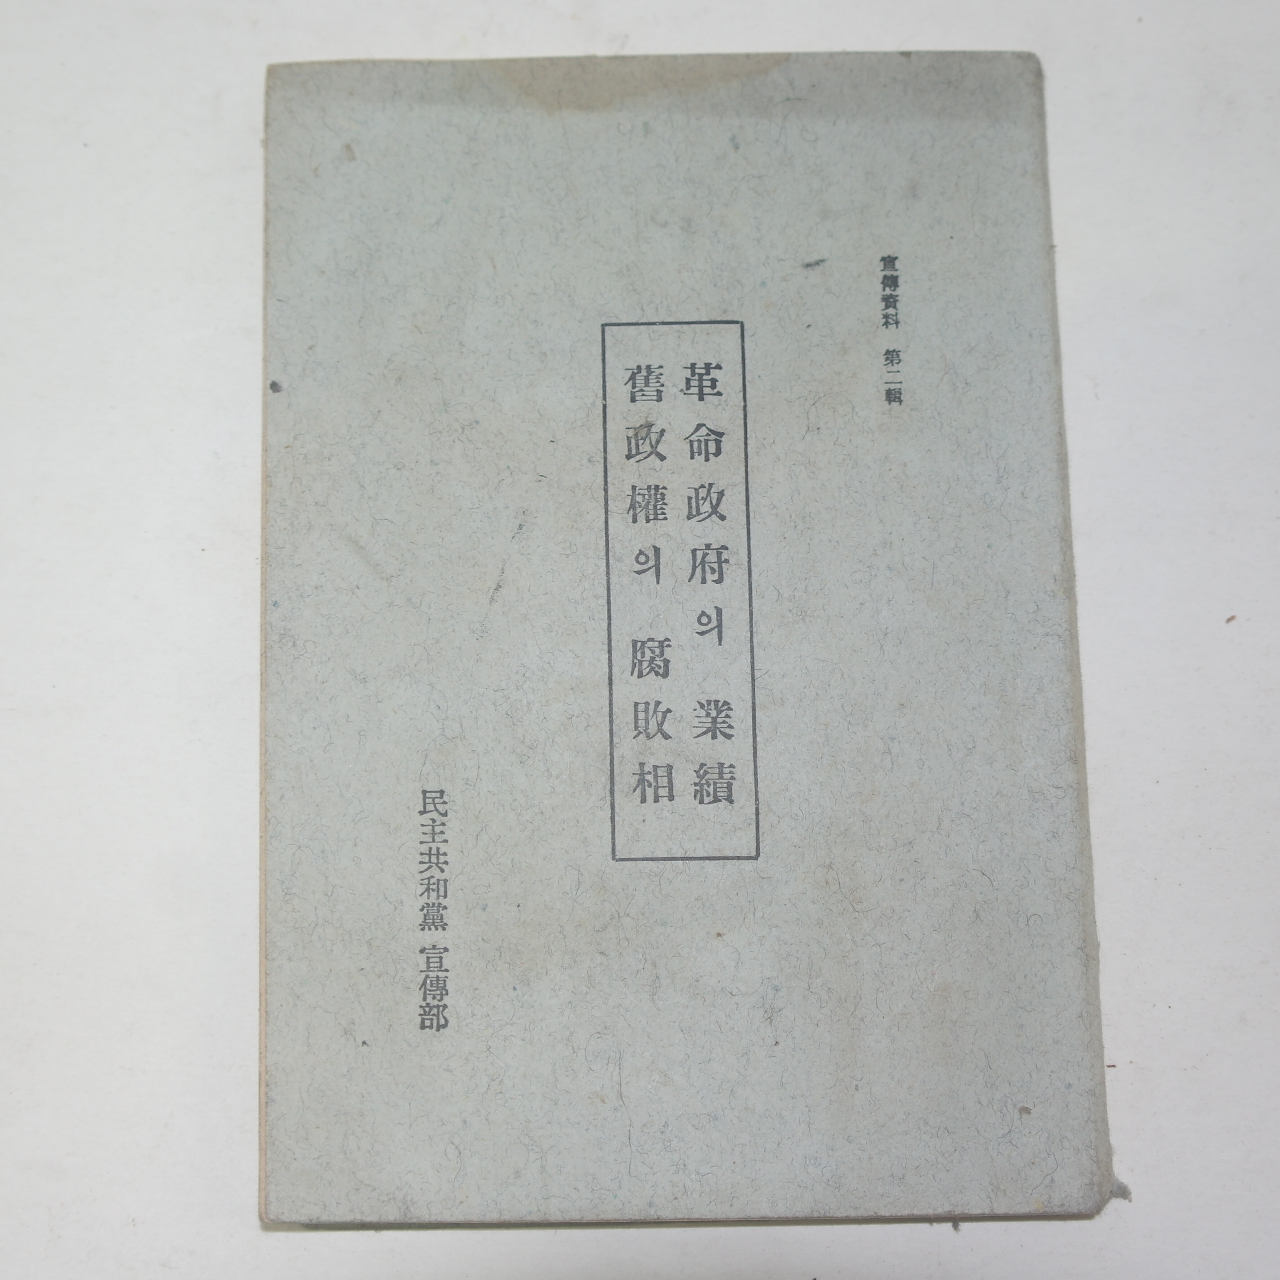 宣傳資料 第二輯
革命政府의 業績
舊政權의 腐敗相
民主共和黨 宣傳部